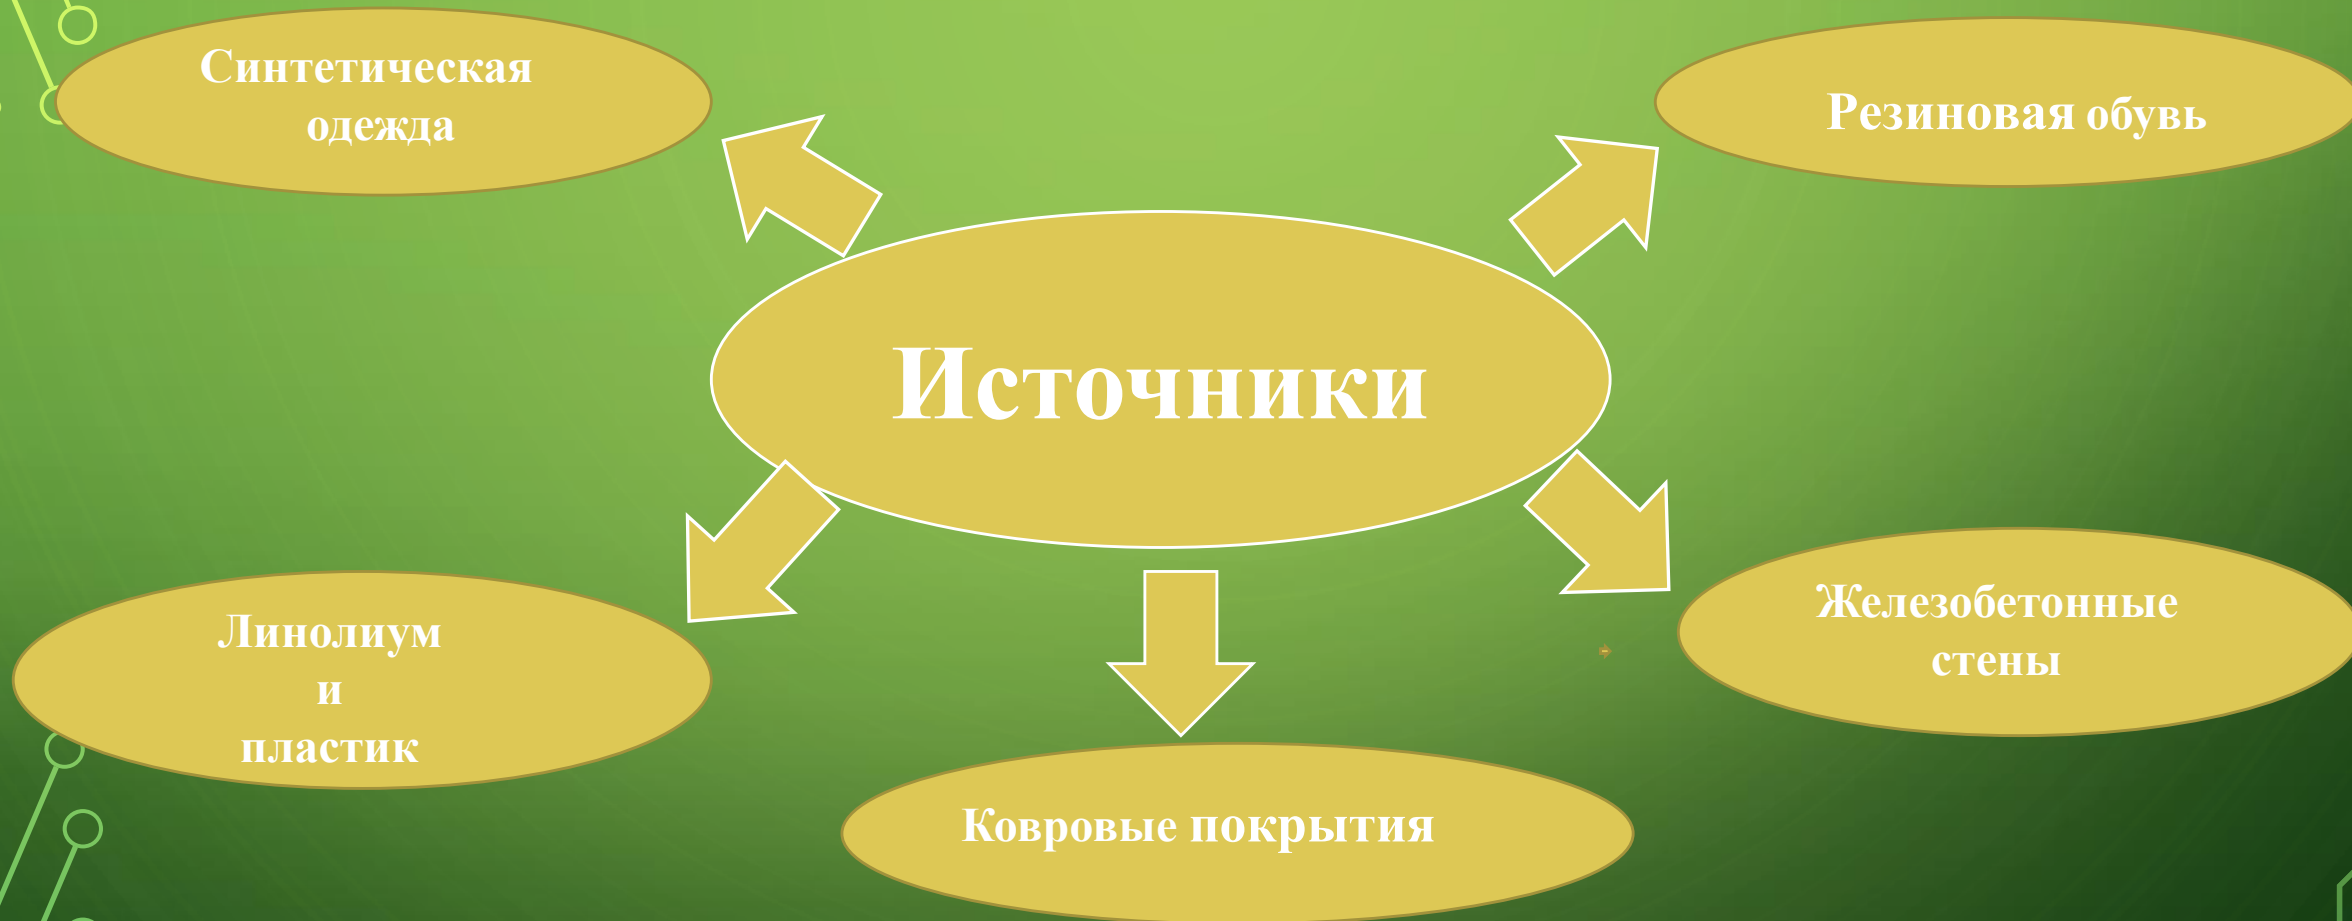 Синтетическая
одежда
Резиновая обувь
Источники
Линолиум
и
пластик
Железобетонные
стены
Ковровые покрытия